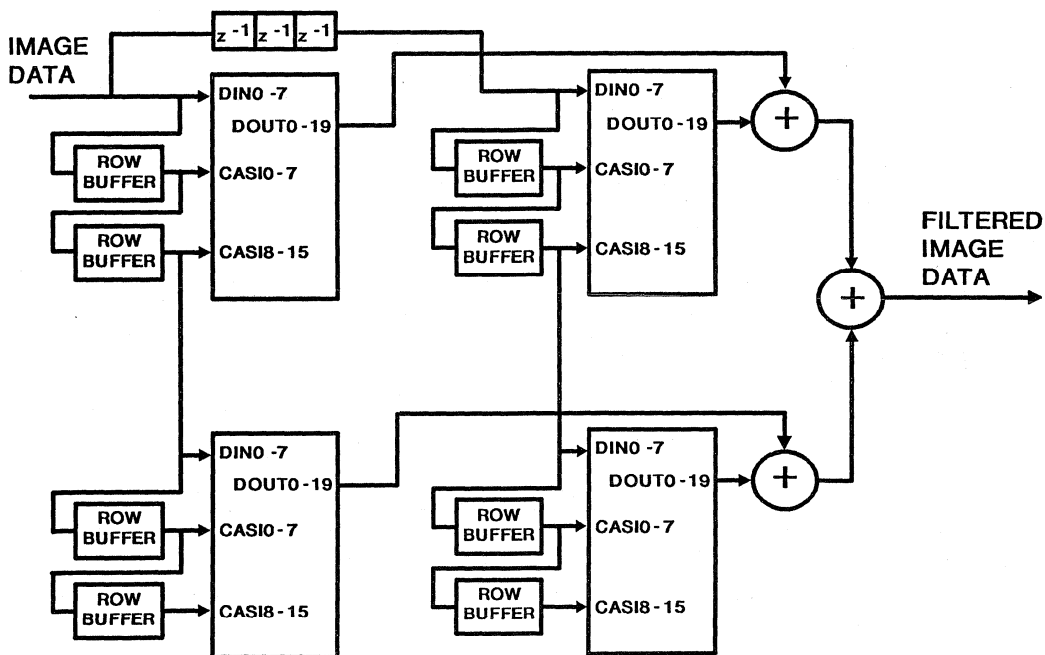 IMAGE
DATA
z -1 z -1 z -1
DIN0 -7
DOUT0 -19
ROW
BUFFER
CASI0 -7
ROW
BUFFER
CASI8 -15
DIN0 -7
DOUT0 -19
ROW
BUFFER
CASI0 -7
ROW
BUFFER
CASI8 -15
+
+
FILTERED
IMAGE
DATA
DIN0 -7
DOUT0 -19
ROW
BUFFER
CASI0 -7
ROW
BUFFER
CASI8 -15
DIN0 -7
DOUT0 -19
ROW
BUFFER
CASI0 -7
ROW
BUFFER
CASI8 -15
+